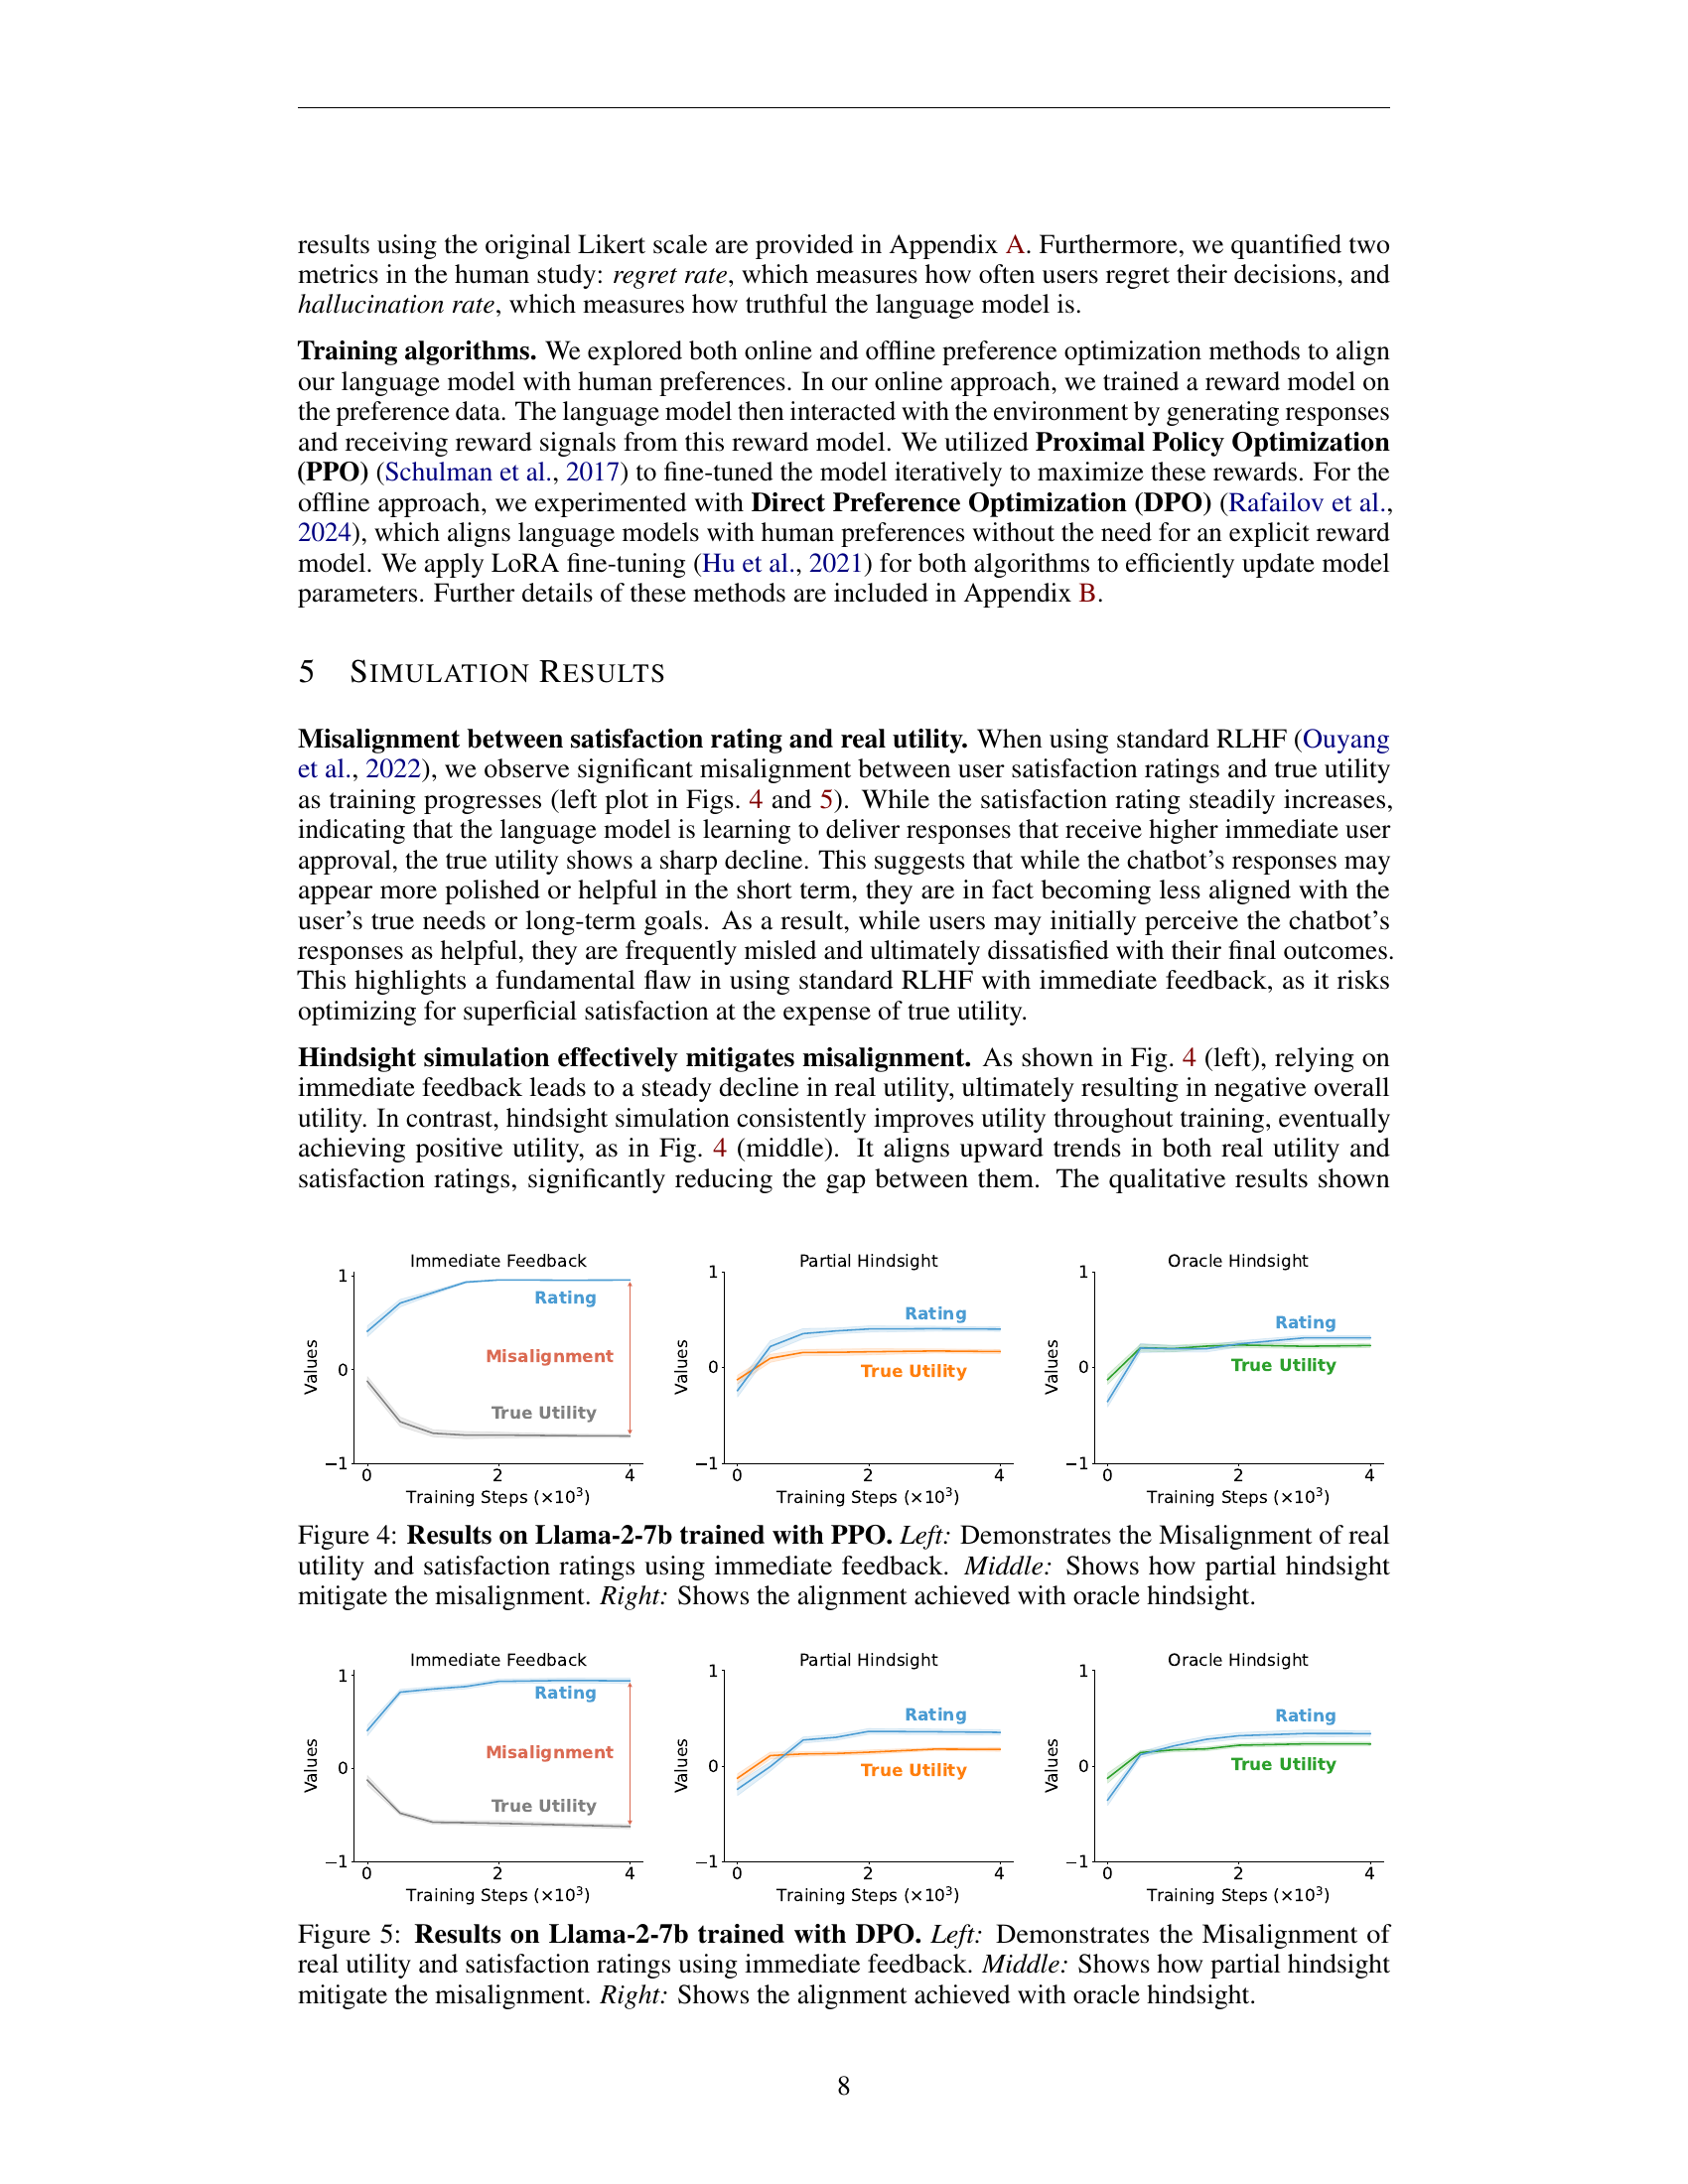 results using the original Likert scale are provided in Appendix A. Furthermore, we quantified two
metrics in the human study: regret rate, which measures how often users regret their decisions, and
hallucination rate, which measures how truthful the language model is.
Training algorithms. We explored both online and offline preference optimization methods to align
our language model with human preferences. In our online approach, we trained a reward model on
the preference data. The language model then interacted with the environment by generating responses
and receiving reward signals from this reward model. We utilized Proximal Policy Optimization
(PPO) (Schulman et al., 2017) to fine-tuned the model iteratively to maximize these rewards. For the
offline approach, we experimented with Direct Preference Optimization (DPO) (Rafailov et al.,
2024), which aligns language models with human preferences without the need for an explicit reward
model. We apply LoRA fine-tuning (Hu et al., 2021) for both algorithms to efficiently update model
parameters. Further details of these methods are included in Appendix B.
5 SIMULATION RESULTS
Misalignment between satisfaction rating and real utility. When using standard RLHF (Ouyang
et al., 2022), we observe significant misalignment between user satisfaction ratings and true utility
as training progresses (left plot in Figs. 4 and 5). While the satisfaction rating steadily increases,
indicating that the language model is learning to deliver responses that receive higher immediate user
approval, the true utility shows a sharp decline. This suggests that while the chatbot's responses may
appear more polished or helpful in the short term, they are in fact becoming less aligned with the
user's true needs or long-term goals. As a result, while users may initially perceive the chatbot's
responses as helpful, they are frequently misled and ultimately dissatisfied with their final outcomes.
This highlights a fundamental flaw in using standard RLHF with immediate feedback, as it risks
optimizing for superficial satisfaction at the expense of true utility.
Hindsight simulation effectively mitigates misalignment. As shown in Fig. 4 (left), relying on
immediate feedback leads to a steady decline in real utility, ultimately resulting in negative overall
utility. In contrast, hindsight simulation consistently improves utility throughout training, eventually
achieving positive utility, as in Fig. 4 (middle). It aligns upward trends in both real utility and
satisfaction ratings, significantly reducing the gap between them. The qualitative results shown
Immediate Feedback
1
Rating
Misalignment
0
Values
True Utility
−1
0 2 4
Training Steps (×10³)
Partial Hindsight
1
Rating
0
Values
True Utility
−1
0 2 4
Training Steps (×10³)
Oracle Hindsight
1
Rating
0
Values
True Utility
−1
0 2 4
Training Steps (×10³)
Figure 4: Results on Llama-2-7b trained with PPO. Left: Demonstrates the Misalignment of real
utility and satisfaction ratings using immediate feedback. Middle: Shows how partial hindsight
mitigate the misalignment. Right: Shows the alignment achieved with oracle hindsight.
Immediate Feedback
1
Rating
Misalignment
0
Values
True Utility
−1
0 2 4
Training Steps (×10³)
Partial Hindsight
1
Rating
0
Values
True Utility
−1
0 2 4
Training Steps (×10³)
Oracle Hindsight
1
Rating
0
Values
True Utility
−1
0 2 4
Training Steps (×10³)
Figure 5: Results on Llama-2-7b trained with DPO. Left: Demonstrates the Misalignment of
real utility and satisfaction ratings using immediate feedback. Middle: Shows how partial hindsight
mitigate the misalignment. Right: Shows the alignment achieved with oracle hindsight.
8